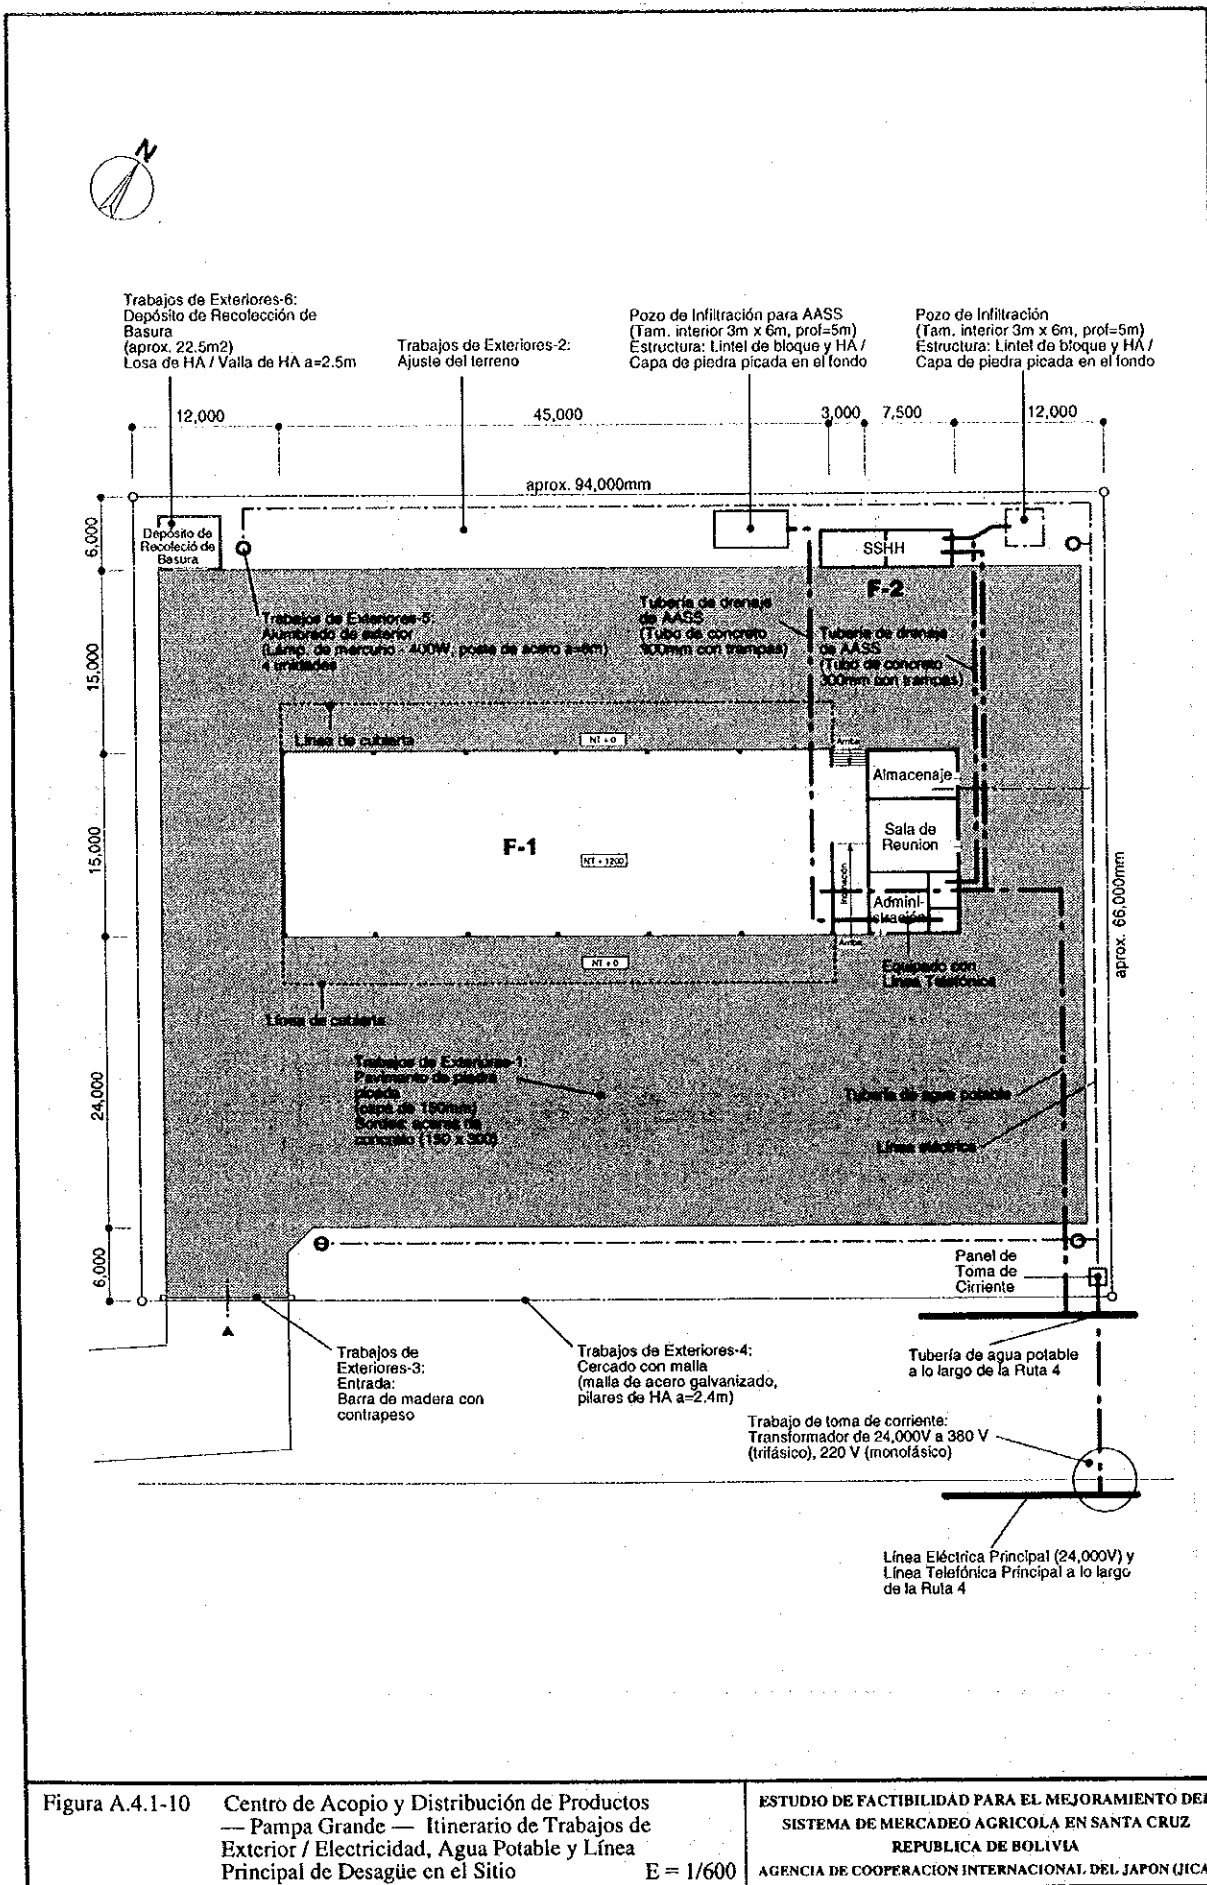 N
Trabajos de Exteriores-6:
Depósito de Recolección de
Basura
(aprox. 22.5m2)
Losa de HA / Valla de HA a=2.5m
Trabajos de Exteriores-2:
Ajuste del terreno
Pozo de Infiltración para AASS
(Tam. interior 3m x 6m, prof=5m)
Estructura: Lintel de bloque y HA /
Capa de piedra picada en el fondo
Pozo de Infiltración
(Tam. interior 3m x 6m, prof=5m)
Estructura: Lintel de bloque y HA /
Capa de piedra picada en el fondo
12,000
45,000
3,000
7,500
12,000
aprox. 94,000mm
6,000
Depósito de
Recoleció de
Basura
SSHH
F-2
Trabajos de Exteriores-5:
Alumbrado de exterior
(Lámp. de mercurio - 400W, poste de acero a=8m)
4 unidades
Tubería de drenaje
de AASS
(Tubo de concreto
300mm con trampas)
Tubería de drenaje
de AASS
(Tubo de concreto
300mm con trampas)
15,000
Línea de cubierta
NT + 0
Arriba
Almacenaje
Sala de
Reunion
15,000
F-1
NT + 1200
Inclinación
Admini-
stración
Arriba
aprox. 66,000mm
NT + 0
Equipado con
Línea Telefónica
Línea de cubierta
Trabajos de Exteriores-1:
Pavimento de piedra
picada
(capa de 150mm)
Bordes: aceras de
concreto (150 x 300)
24,000
Tubería de agua potable
Línea eléctrica
6,000
Panel de
Toma de
Cirriente
A
Trabajos de
Exteriores-3:
Entrada:
Barra de madera con
contrapeso
Trabajos de Exteriores-4:
Cercado con malla
(malla de acero galvanizado,
pilares de HA a=2.4m)
Tubería de agua potable
a lo largo de la Ruta 4
Trabajo de toma de corriente:
Transformador de 24,000V a 380 V
(trifásico), 220 V (monofásico)
Línea Eléctrica Principal (24,000V) y
Línea Telefónica Principal a lo largo
de la Ruta 4
Figura A.4.1-10 Centro de Acopio y Distribución de Productos
— Pampa Grande — Itinerario de Trabajos de
Exterior / Electricidad, Agua Potable y Línea
Principal de Desagüe en el Sitio E = 1/600
ESTUDIO DE FACTIBILIDAD PARA EL MEJORAMIENTO DEL
SISTEMA DE MERCADEO AGRICOLA EN SANTA CRUZ
REPUBLICA DE BOLIVIA
AGENCIA DE COOPERACION INTERNACIONAL DEL JAPON (JICA